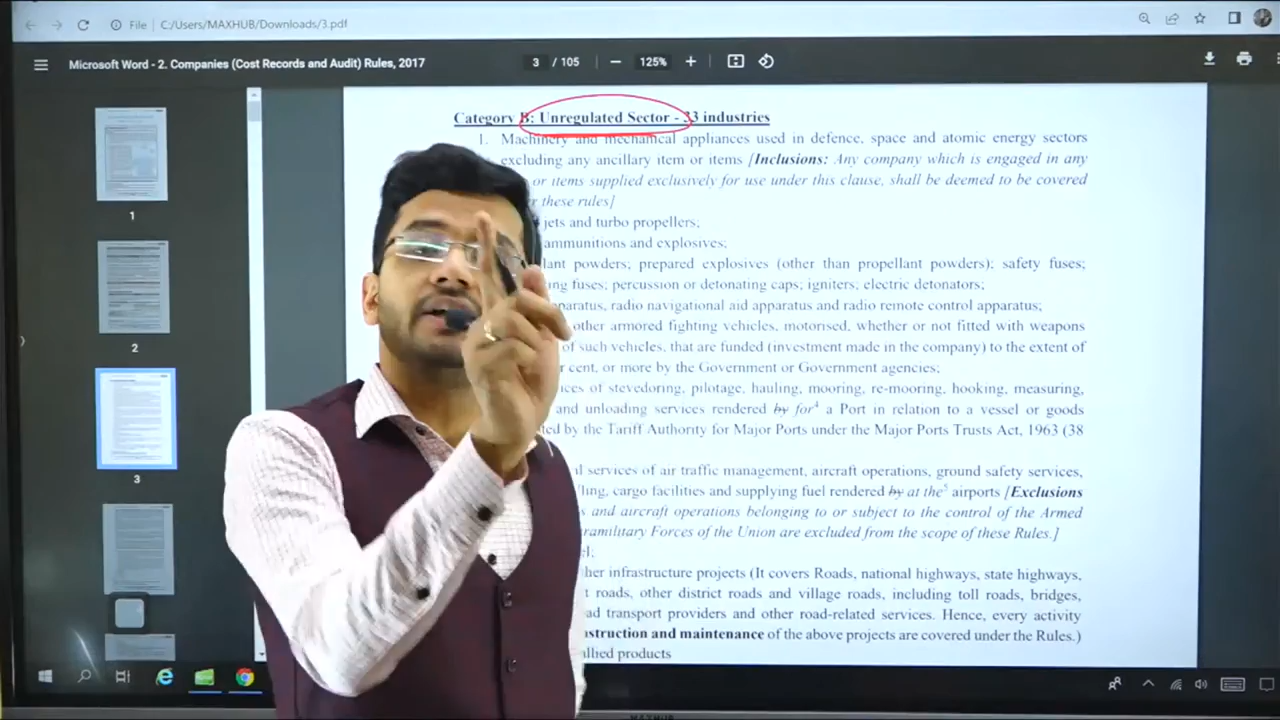 File C:/Users/MAXHUB/Downloads/3.pdf
Microsoft Word - 2. Companies (Cost Records and Audit) Rules, 2017
3 / 105
125%
1
2
3
Category B: Unregulated Sector - 33 industries
1. Machinery and mechanical appliances used in defence, space and atomic energy sectors
excluding any ancillary item or items [Inclusions: Any company which is engaged in any
or items supplied exclusively for use under this clause, shall be deemed to be covered
these rules]
jets and turbo propellers;
ammunitions and explosives;
powders; prepared explosives (other than propellant powders); safety fuses;
fuses; percussion or detonating caps; igniters; electric detonators;
radio navigational aid apparatus and radio remote control apparatus;
other armored fighting vehicles, motorised, whether or not fitted with weapons
of such vehicles, that are funded (investment made in the company) to the extent of
cent, or more by the Government or Government agencies;
of stevedoring, pilotage, hauling, mooring, re-mooring, hooking, measuring,
and unloading services rendered by for4 a Port in relation to a vessel or goods
by the Tariff Authority for Major Ports under the Major Ports Trusts Act, 1963 (38
services of air traffic management, aircraft operations, ground safety services,
cargo facilities and supplying fuel rendered by at the5 airports [Exclusions
and aircraft operations belonging to or subject to the control of the Armed
Forces of the Union are excluded from the scope of these Rules.]
infrastructure projects (It covers Roads, national highways, state highways,
roads, other district roads and village roads, including toll roads, bridges,
transport providers and other road-related services. Hence, every activity
and maintenance of the above projects are covered under the Rules.)
products
MAXHUB